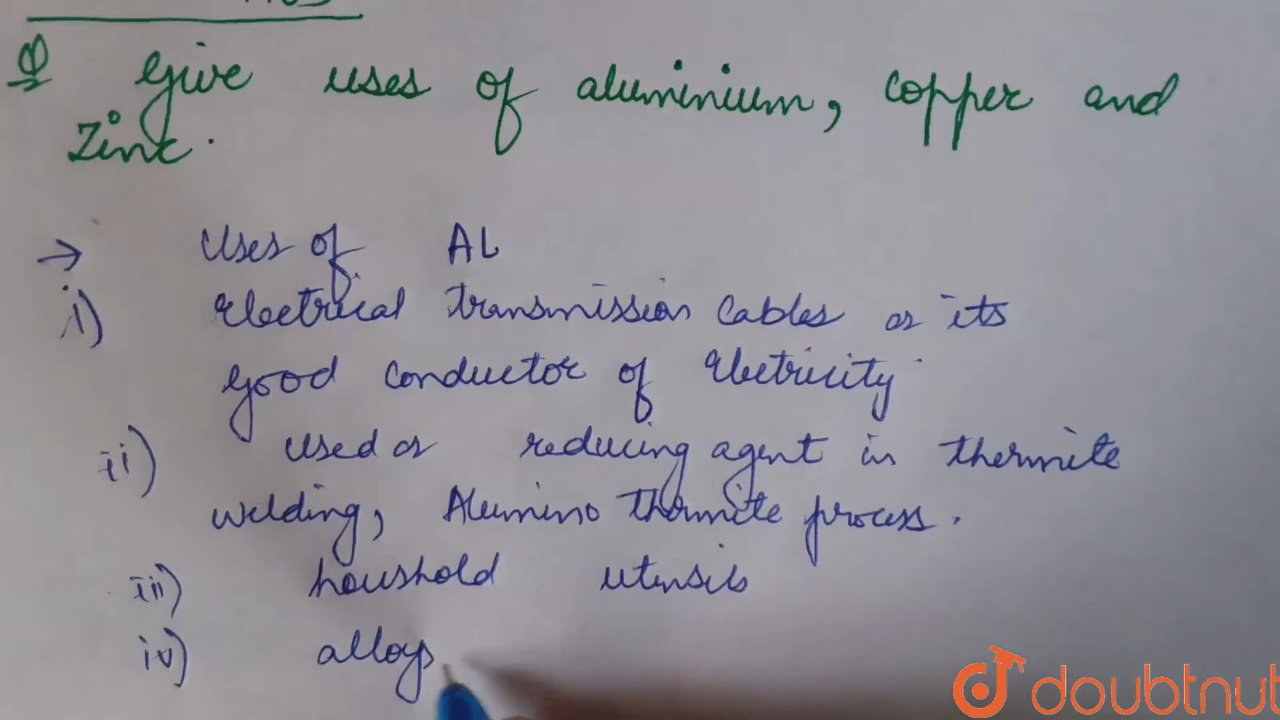 Q Give uses of aluminium, copper and
Zinc.
→ Uses of AL
i) Electrical transmission cables as its
good conductor of Electricity
ii) used as reducing agent in thermite
welding, Alumino thermite process.
iii) houshold utensils
iv) alloys
doubtnut